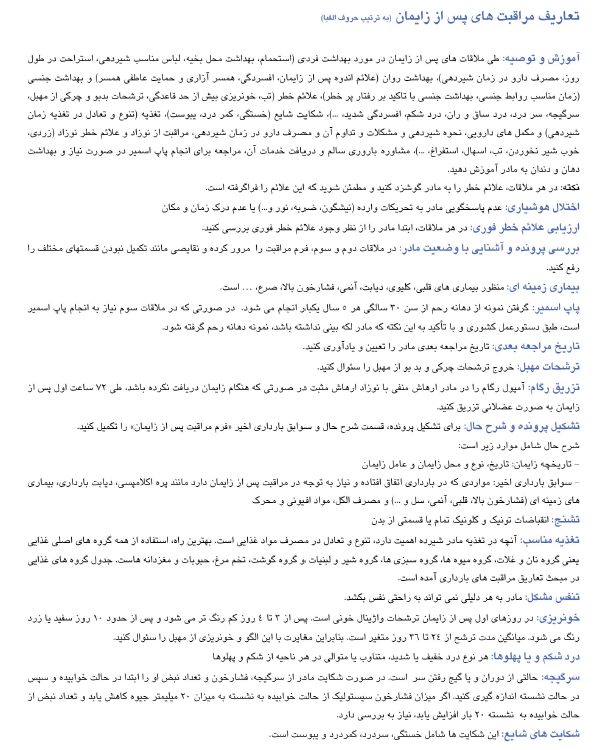 تعاریف مراقبت های پس از زایمان (به ترتیب حروف الفبا)
آموزش و توصیه: طی ملاقات های پس از زایمان در مورد بهداشت فردی (استحمام، بهداشت محل بخیه، لباس مناسب شیردهی، استراحت در طول
روز، مصرف دارو در زمان شیردهی)، بهداشت روان (علائم اندوه پس از زایمان، افسردگی، همسر آزاری و حمایت عاطفی همسر) و بهداشت جنسی
(زمان مناسب روابط جنسی، بهداشت جنسی با تاکید بر رفتار پر خطر)، علائم خطر (تب، خونریزی بیش از حد قاعدگی، ترشحات بدبو و چرکی از مهبل،
سرگیجه، سر درد، درد ساق و ران، درد شکم، افسردگی شدید، ...)، شکایت شایع (خستگی، کمر درد، یبوست)، تغذیه (تنوع و تعادل در تغذیه زمان
شیردهی) و مکمل های دارویی، نحوه شیردهی و مشکلات و تداوم آن و مصرف دارو در زمان شیردهی، مراقبت از نوزاد و علائم خطر نوزاد (زردی،
خوب شیر نخوردن، تب، اسهال، استفراغ، ...)، مشاوره باروری سالم و دریافت خدمات آن، مراجعه برای انجام پاپ اسمیر در صورت نیاز و بهداشت
دهان و دندان به مادر آموزش دهید.
نکته: در هر ملاقات، علائم خطر را به مادر گوشزد کنید و مطمئن شوید که این علائم را فراگرفته است.
اختلال هوشیاری: عدم پاسخگویی مادر به تحریکات وارده (نیشگون، ضربه، نور و...) یا عدم درک زمان و مکان
ارزیابی علائم خطر فوری: در هر ملاقات، ابتدا مادر را از نظر وجود علائم خطر فوری بررسی کنید.
بررسی پرونده و آشنایی با وضعیت مادر: در ملاقات دوم و سوم، فرم مراقبت را مرور کرده و نقایصی مانند تکمیل نبودن قسمتهای مختلف را
رفع کنید.
بیماری زمینه ای: منظور بیماری های قلبی، کلیوی، دیابت، آنمی، فشارخون بالا، صرع، ... است.
پاپ اسمیر: گرفتن نمونه از دهانه رحم از سن ۳۰ سالگی هر ۵ سال یکبار انجام می شود. در صورتی که در ملاقات سوم نیاز به انجام پاپ اسمیر
است، طبق دستورعمل کشوری و با تأکید به این نکته که مادر لکه بینی نداشته باشد، نمونه دهانه رحم گرفته شود.
تاریخ مراجعه بعدی: تاریخ مراجعه بعدی مادر را تعیین و یادآوری کنید.
ترشحات مهبل: خروج ترشحات چرکی و بد بو از مهبل را سئوال کنید.
تزریق رگام: آمپول رگام را در مادر ارهاش منفی با نوزاد ارهاش مثبت در صورتی که هنگام زایمان دریافت نکرده باشد، طی ۷۲ ساعت اول پس از
زایمان به صورت عضلانی تزریق کنید.
تشکیل پرونده و شرح حال: برای تشکیل پرونده، قسمت شرح حال و سوابق بارداری اخیر «فرم مراقبت پس از زایمان» را تکمیل کنید.
شرح حال شامل موارد زیر است:
– تاریخچه زایمان: تاریخ، نوع و محل زایمان و عامل زایمان
– سوابق بارداری اخیر: مواردی که در بارداری اتفاق افتاده و نیاز به توجه در مراقبت پس از زایمان دارد مانند پره اکلامپسی، دیابت بارداری، بیماری
های زمینه ای (فشارخون بالا، قلبی، آنمی، سل و ...) و مصرف الکل، مواد افیونی و محرک
تشنج: انقباضات تونیک و کلونیک تمام یا قسمتی از بدن
تغذیه مناسب: آنچه در تغذیه مادر شیرده اهمیت دارد، تنوع و تعادل در مصرف مواد غذایی است. بهترین راه، استفاده از همه گروه های اصلی غذایی
یعنی گروه نان و غلات، گروه میوه ها، گروه سبزی ها، گروه شیر و لبنیات ،و گروه گوشت، تخم مرغ، حبوبات و مغزدانه هاست. جدول گروه های غذایی
در مبحث تعاریق مراقبت های بارداری آمده است.
تنفس مشکل: مادر به هر دلیلی نمی تواند به راحتی نفس بکشد.
خونریزی: در روزهای اول پس از زایمان ترشحات واژینال خونی است. پس از ۳ تا ٤ روز کم رنگ تر می شود و پس از حدود ۱۰ روز سفید یا زرد
رنگ می شود. میانگین مدت ترشح از ۲٤ تا ۳٦ روز متغیر است. بنابراین مغایرت با این الگو و خونریزی از مهبل را سئوال کنید.
درد شکم و یا پهلوها: هر نوع درد خفیف یا شدید، متناوب یا متوالی در هر ناحیه از شکم و پهلوها
سرگیجه: حالتی از دوران و یا گیج رفتن سر است. در صورت شکایت مادر از سرگیجه، فشارخون و تعداد نبض او را ابتدا در حالت خوابیده و سپس
در حالت نشسته اندازه گیری کنید. اگر میزان فشارخون سیستولیک از حالت خوابیده به نشسته به میزان ۲۰ میلیمتر جیوه کاهش یابد و تعداد نبض از
حالت خوابیده به نشسته ۲۰ بار افزایش یابد، نیاز به بررسی دارد.
شکایت های شایع: این شکایت ها شامل خستگی، سردرد، کمردرد و یبوست است.